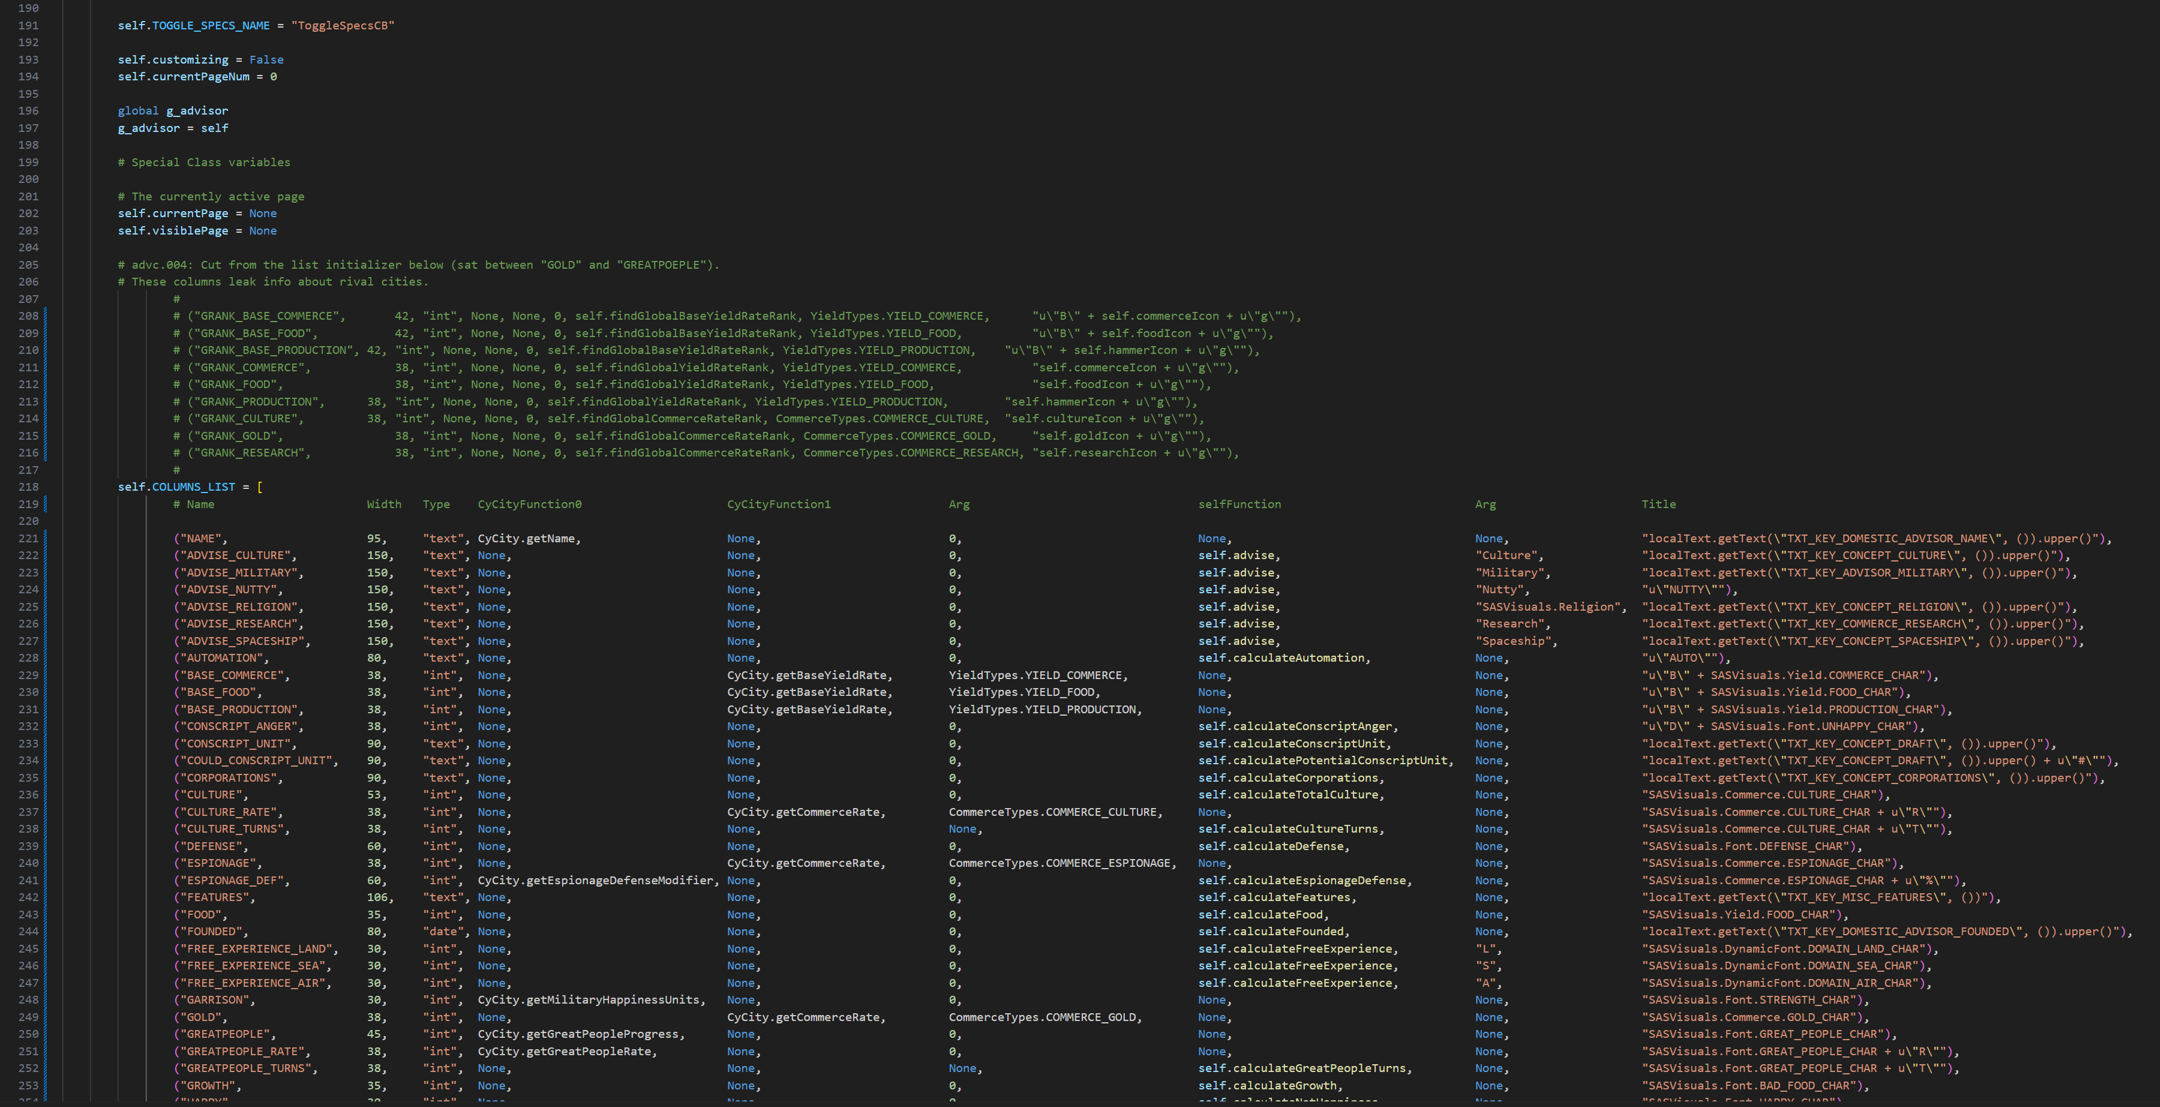 190
191 self.TOGGLE_SPECS_NAME = "ToggleSpecsCB"
192
193 self.customizing = False
194 self.currentPageNum = 0
195
196 global g_advisor
197 g_advisor = self
198
199 # Special Class variables
200
201 # The currently active page
202 self.currentPage = None
203 self.visiblePage = None
204
205 # advc.004: Cut from the list initializer below (sat between "GOLD" and "GREATPOEPLE").
206 # These columns leak info about rival cities.
207 #
208 # ("GRANK_BASE_COMMERCE", 42, "int", None, None, 0, self.findGlobalBaseYieldRateRank, YieldTypes.YIELD_COMMERCE, "u\"B\" + self.commerceIcon + u\"g\""),
209 # ("GRANK_BASE_FOOD", 42, "int", None, None, 0, self.findGlobalBaseYieldRateRank, YieldTypes.YIELD_FOOD, "u\"B\" + self.foodIcon + u\"g\""),
210 # ("GRANK_BASE_PRODUCTION", 42, "int", None, None, 0, self.findGlobalBaseYieldRateRank, YieldTypes.YIELD_PRODUCTION, "u\"B\" + self.hammerIcon + u\"g\""),
211 # ("GRANK_COMMERCE", 38, "int", None, None, 0, self.findGlobalYieldRateRank, YieldTypes.YIELD_COMMERCE, "self.commerceIcon + u\"g\""),
212 # ("GRANK_FOOD", 38, "int", None, None, 0, self.findGlobalYieldRateRank, YieldTypes.YIELD_FOOD, "self.foodIcon + u\"g\""),
213 # ("GRANK_PRODUCTION", 38, "int", None, None, 0, self.findGlobalYieldRateRank, YieldTypes.YIELD_PRODUCTION, "self.hammerIcon + u\"g\""),
214 # ("GRANK_CULTURE", 38, "int", None, None, 0, self.findGlobalCommerceRateRank, CommerceTypes.COMMERCE_CULTURE, "self.cultureIcon + u\"g\""),
215 # ("GRANK_GOLD", 38, "int", None, None, 0, self.findGlobalCommerceRateRank, CommerceTypes.COMMERCE_GOLD, "self.goldIcon + u\"g\""),
216 # ("GRANK_RESEARCH", 38, "int", None, None, 0, self.findGlobalCommerceRateRank, CommerceTypes.COMMERCE_RESEARCH, "self.researchIcon + u\"g\""),
217 #
218 self.COLUMNS_LIST = [
219 # Name Width Type CyCityFunction0 CyCityFunction1 Arg selfFunction Arg Title
220
221 ("NAME", 95, "text", CyCity.getName, None, 0, None, None, "localText.getText(\"TXT_KEY_DOMESTIC_ADVISOR_NAME\", ()).upper()"),
222 ("ADVISE_CULTURE", 150, "text", None, None, 0, self.advise, "Culture", "localText.getText(\"TXT_KEY_CONCEPT_CULTURE\", ()).upper()"),
223 ("ADVISE_MILITARY", 150, "text", None, None, 0, self.advise, "Military", "localText.getText(\"TXT_KEY_ADVISOR_MILITARY\", ()).upper()"),
224 ("ADVISE_NUTTY", 150, "text", None, None, 0, self.advise, "Nutty", "u\"NUTTY\""),
225 ("ADVISE_RELIGION", 150, "text", None, None, 0, self.advise, "SASVisuals.Religion", "localText.getText(\"TXT_KEY_CONCEPT_RELIGION\", ()).upper()"),
226 ("ADVISE_RESEARCH", 150, "text", None, None, 0, self.advise, "Research", "localText.getText(\"TXT_KEY_COMMERCE_RESEARCH\", ()).upper()"),
227 ("ADVISE_SPACESHIP", 150, "text", None, None, 0, self.advise, "Spaceship", "localText.getText(\"TXT_KEY_CONCEPT_SPACESHIP\", ()).upper()"),
228 ("AUTOMATION", 80, "text", None, None, 0, self.calculateAutomation, None, "u\"AUTO\""),
229 ("BASE_COMMERCE", 38, "int", None, CyCity.getBaseYieldRate, YieldTypes.YIELD_COMMERCE, None, None, "u\"B\" + SASVisuals.Yield.COMMERCE_CHAR"),
230 ("BASE_FOOD", 38, "int", None, CyCity.getBaseYieldRate, YieldTypes.YIELD_FOOD, None, None, "u\"B\" + SASVisuals.Yield.FOOD_CHAR"),
231 ("BASE_PRODUCTION", 38, "int", None, CyCity.getBaseYieldRate, YieldTypes.YIELD_PRODUCTION, None, None, "u\"B\" + SASVisuals.Yield.PRODUCTION_CHAR"),
232 ("CONSCRIPT_ANGER", 38, "int", None, None, 0, self.calculateConscriptAnger, None, "u\"D\" + SASVisuals.Font.UNHAPPY_CHAR"),
233 ("CONSCRIPT_UNIT", 90, "text", None, None, 0, self.calculateConscriptUnit, None, "localText.getText(\"TXT_KEY_CONCEPT_DRAFT\", ()).upper()"),
234 ("COULD_CONSCRIPT_UNIT", 90, "text", None, None, 0, self.calculatePotentialConscriptUnit, None, "localText.getText(\"TXT_KEY_CONCEPT_DRAFT\", ()).upper() + u\"#\""),
235 ("CORPORATIONS", 90, "text", None, None, 0, self.calculateCorporations, None, "localText.getText(\"TXT_KEY_CONCEPT_CORPORATIONS\", ()).upper()"),
236 ("CULTURE", 53, "int", None, None, 0, self.calculateTotalCulture, None, "SASVisuals.Commerce.CULTURE_CHAR"),
237 ("CULTURE_RATE", 38, "int", None, CyCity.getCommerceRate, CommerceTypes.COMMERCE_CULTURE, None, None, "SASVisuals.Commerce.CULTURE_CHAR + u\"R\""),
238 ("CULTURE_TURNS", 38, "int", None, None, None, self.calculateCultureTurns, None, "SASVisuals.Commerce.CULTURE_CHAR + u\"T\""),
239 ("DEFENSE", 60, "int", None, None, 0, self.calculateDefense, None, "SASVisuals.Font.DEFENSE_CHAR"),
240 ("ESPIONAGE", 38, "int", None, CyCity.getCommerceRate, CommerceTypes.COMMERCE_ESPIONAGE, None, None, "SASVisuals.Commerce.ESPIONAGE_CHAR"),
241 ("ESPIONAGE_DEF", 60, "int", CyCity.getEspionageDefenseModifier, None, 0, self.calculateEspionageDefense, None, "SASVisuals.Commerce.ESPIONAGE_CHAR + u\"%\""),
242 ("FEATURES", 106, "text", None, None, 0, self.calculateFeatures, None, "localText.getText(\"TXT_KEY_MISC_FEATURES\", ())"),
243 ("FOOD", 35, "int", None, None, 0, self.calculateFood, None, "SASVisuals.Yield.FOOD_CHAR"),
244 ("FOUNDED", 80, "date", None, None, 0, self.calculateFounded, None, "localText.getText(\"TXT_KEY_DOMESTIC_ADVISOR_FOUNDED\", ()).upper()"),
245 ("FREE_EXPERIENCE_LAND", 30, "int", None, None, 0, self.calculateFreeExperience, "L", "SASVisuals.DynamicFont.DOMAIN_LAND_CHAR"),
246 ("FREE_EXPERIENCE_SEA", 30, "int", None, None, 0, self.calculateFreeExperience, "S", "SASVisuals.DynamicFont.DOMAIN_SEA_CHAR"),
247 ("FREE_EXPERIENCE_AIR", 30, "int", None, None, 0, self.calculateFreeExperience, "A", "SASVisuals.DynamicFont.DOMAIN_AIR_CHAR"),
248 ("GARRISON", 30, "int", CyCity.getMilitaryHappinessUnits, None, 0, None, None, "SASVisuals.Font.STRENGTH_CHAR"),
249 ("GOLD", 38, "int", None, CyCity.getCommerceRate, CommerceTypes.COMMERCE_GOLD, None, None, "SASVisuals.Commerce.GOLD_CHAR"),
250 ("GREATPEOPLE", 45, "int", CyCity.getGreatPeopleProgress, None, 0, None, None, "SASVisuals.Font.GREAT_PEOPLE_CHAR"),
251 ("GREATPEOPLE_RATE", 38, "int", CyCity.getGreatPeopleRate, None, 0, None, None, "SASVisuals.Font.GREAT_PEOPLE_CHAR + u\"R\""),
252 ("GREATPEOPLE_TURNS", 38, "int", None, None, None, self.calculateGreatPeopleTurns, None, "SASVisuals.Font.GREAT_PEOPLE_CHAR + u\"T\""),
253 ("GROWTH", 35, "int", None, None, 0, self.calculateGrowth, None, "SASVisuals.Font.BAD_FOOD_CHAR"),